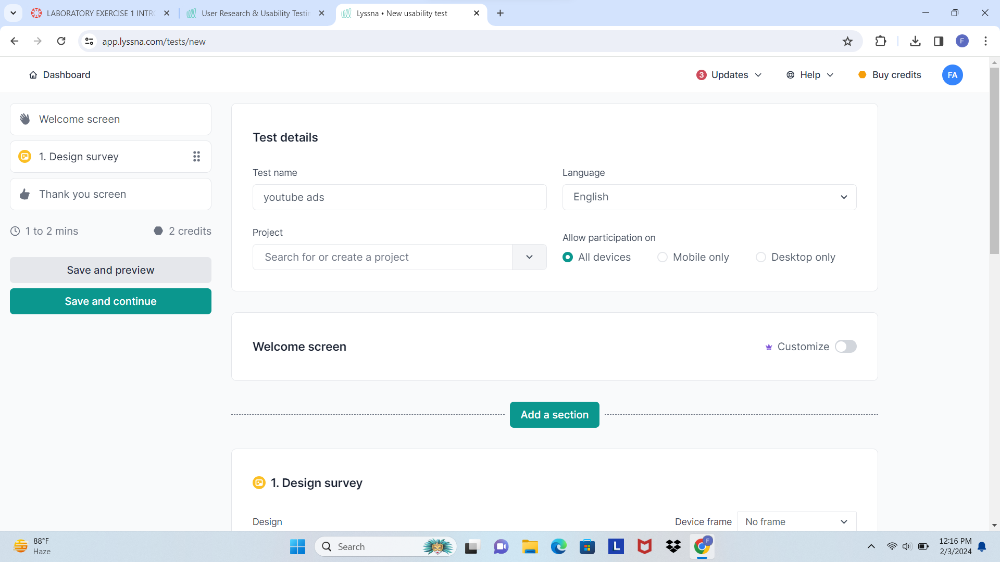 LABORATORY EXERCISE 1 INTRO
User Research & Usability Testin
Lyssna • New usability test
app.lyssna.com/tests/new
F
Dashboard
3 Updates
Help
Buy credits
FA
Welcome screen
1. Design survey
Thank you screen
1 to 2 mins
2 credits
Save and preview
Save and continue
Test details
Test name
youtube ads
Language
English
Project
Search for or create a project
Allow participation on
All devices
Mobile only
Desktop only
Welcome screen
Customize
Add a section
1. Design survey
Design
Device frame
No frame
88°F
Haze
Search
L
F
12:16 PM
2/3/2024